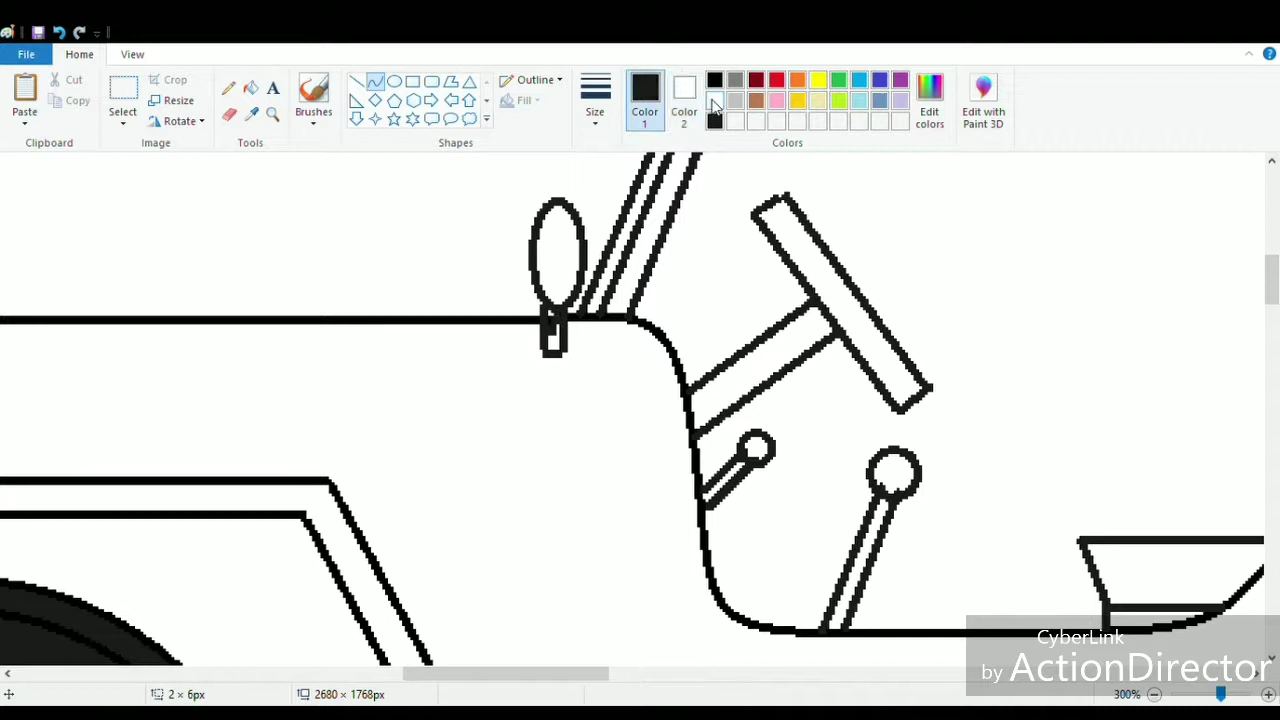 File Home View
Paste
Cut
Copy
Clipboard
Select
Crop
Resize
Rotate
Image
A
Tools
Brushes
Outline
Fill
Shapes
Size
Color
1
Color
2
Edit
colors
Colors
Edit with
Paint 3D
CyberLink
by ActionDirector
2 × 6px
2680 × 1768px
300%